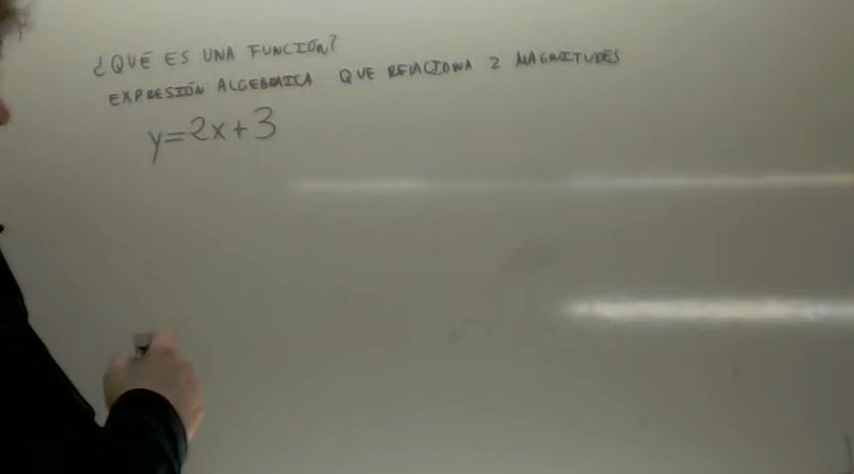 ¿QUÉ ES UNA FUNCIÓN?
EXPRESIÓN ALGEBRAICA QUE RELACIONA 2 MAGNITUDES
y=2x+3